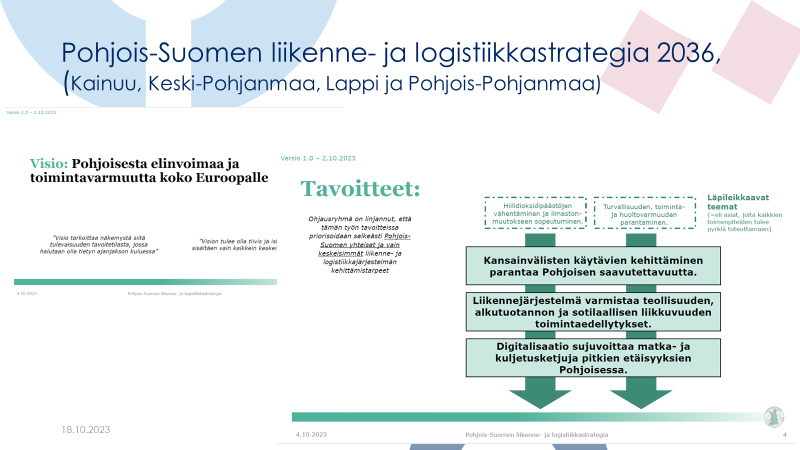 Pohjois-Suomen liikenne- ja logistiikkastrategia 2036,
(Kainuu, Keski-Pohjanmaa, Lappi ja Pohjois-Pohjanmaa)
Versio 1.0 – 2.10.2023
Visio: Pohjoisesta elinvoimaa ja
toimintavarmuutta koko Euroopalle
"Visio tarkoittaa näkemystä siitä
tulevaisuuden tavoitetilasta, jossa
halutaan olla tietyn ajanjakson kuluessa"
"Vision tulee olla tiivis ja
sisältäen vain kaikkein
3.10.2023
Pohjois-Suomen liikenne- ja logistiikkastrategia
Versio 1.0 – 2.10.2023
Tavoitteet:
Ohjausryhmä on linjannut, että
tämän työn tavoitteissa
priorisoidaan selkeästi Pohjois-
Suomen yhteiset ja vain
keskeisimmät liikenne- ja
logistiikkajärjestelmän
kehittämistarpeet
Hiilidioksidipäästöjen
vähentäminen ja ilmaston-
muutokseen sopeutuminen.
Turvallisuuden, toiminta-
ja huoltovarmuuden
parantaminen.
Läpileikkaavat
teemat
(=eli asiat, joita kaikkien
toimenpiteiden tulee
pyrkiä toteuttamaan)
Kansainvälisten käytävien kehittäminen
parantaa Pohjoisen saavutettavuutta.
Liikennejärjestelmä varmistaa teollisuuden,
alkutuotannon ja sotilaallisen liikkuvuuden
toimintaedellytykset.
Digitalisaatio sujuvoittaa matka- ja
kuljetusketjuja pitkien etäisyyksien
Pohjoisessa.
4.10.2023
Pohjois-Suomen liikenne- ja logistiikkastrategia
4
18.10.2023